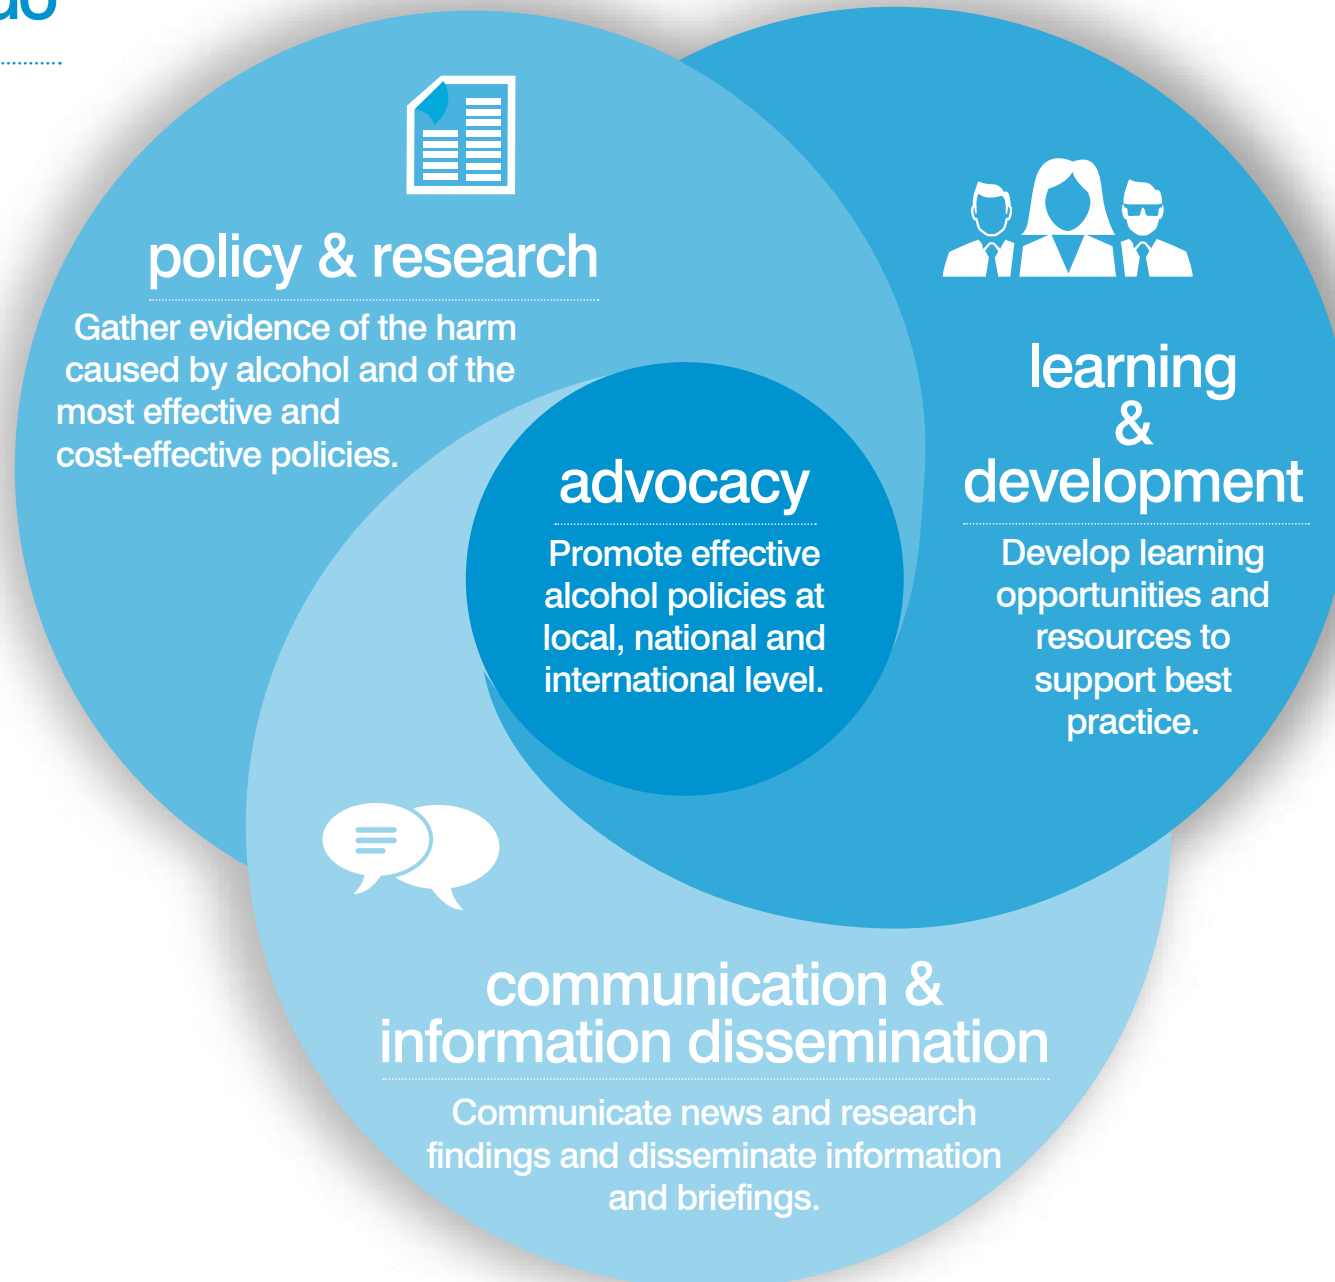 do
policy & research
Gather evidence of the harm
caused by alcohol and of the
most effective and
cost-effective policies.
learning
&
development
Develop learning
opportunities and
resources to
support best
practice.
advocacy
Promote effective
alcohol policies at
local, national and
international level.
communication &
information dissemination
Communicate news and research
findings and disseminate information
and briefings.